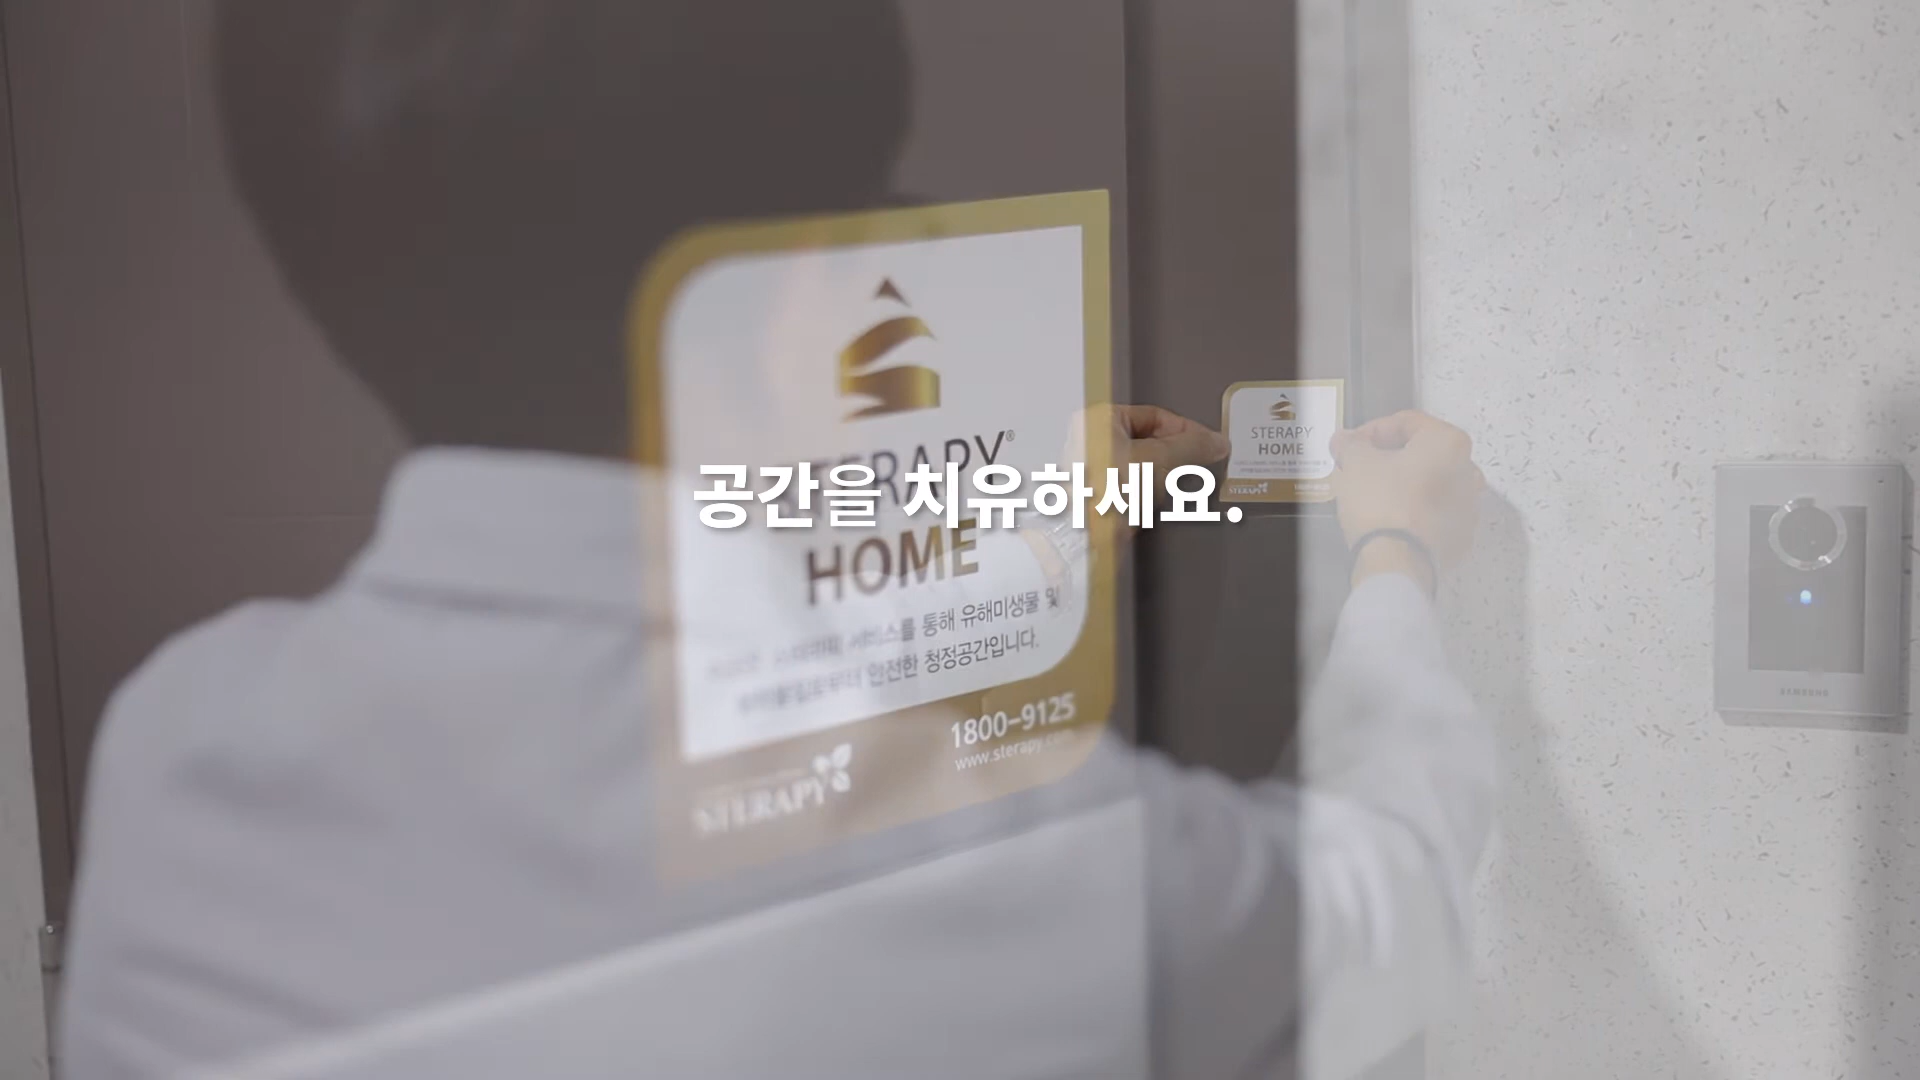 STERAPY®
HOME
공간을 치유하세요.
서비스를 통해 유해미생물 및
안전한 청정공간입니다.
1800-9125
www.sterapy.com
STERAPY
STERAPY
HOME
STERAPY
SAMSUNG